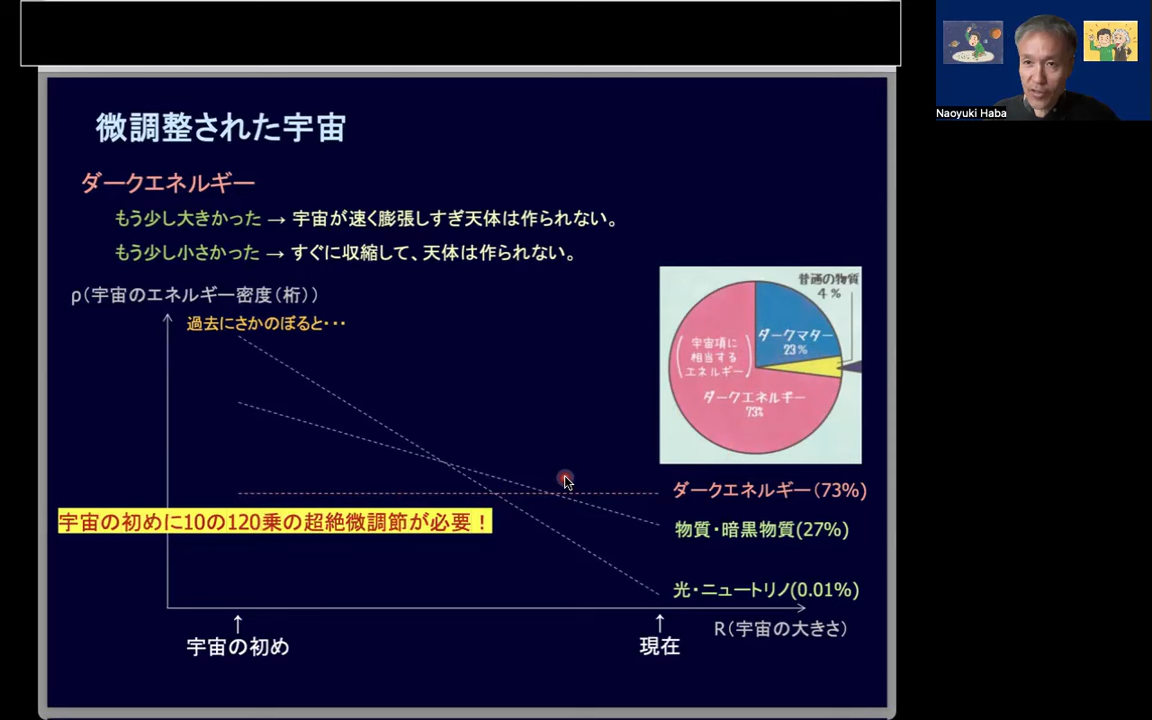 微調整された宇宙
Naoyuki Haba
ダークエネルギー
もう少し大きかった → 宇宙が速く膨張しすぎ天体は作られない。
もう少し小さかった → すぐに収縮して、天体は作られない。
ρ(宇宙のエネルギー密度(桁))
過去にさかのぼると・・・
普通の物質
4%
ダークマター
23%
宇宙項に
相当する
エネルギー
ダークエネルギー
73%
ダークエネルギー(73%)
宇宙の初めに10の120乗の超絶微調節が必要!
物質・暗黒物質(27%)
光・ニュートリノ(0.01%)
R(宇宙の大きさ)
↑
宇宙の初め
↑
現在